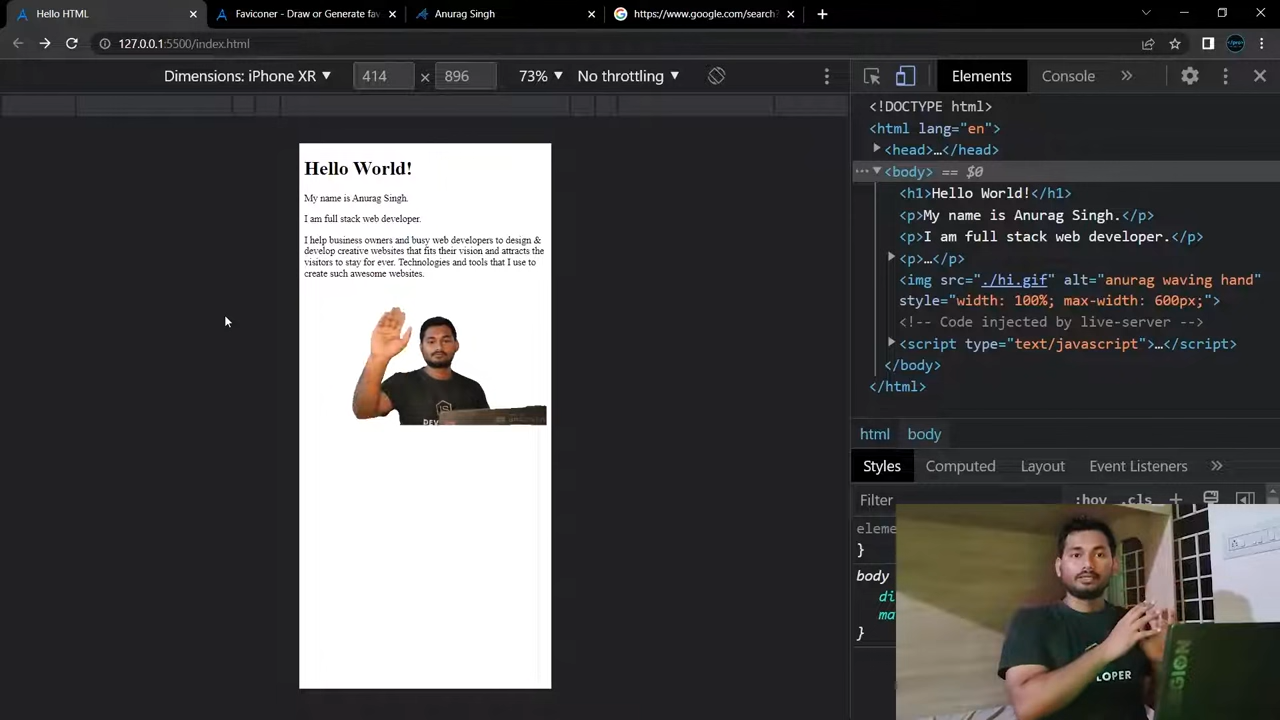 Hello HTML
Faviconer - Draw or Generate fav
Anurag Singh
https://www.google.com/search?
127.0.0.1:5500/index.html
Dimensions: iPhone XR ▼ 414 × 896 73% ▼ No throttling ▼
Elements Console »
Hello World!
My name is Anurag Singh.
I am full stack web developer.
I help business owners and busy web developers to design &
develop creative websites that fits their vision and attracts the
visitors to stay for ever. Technologies and tools that I use to
create such awesome websites.
<!DOCTYPE html>
<html lang="en">
<head>…</head>
<body> == $0
<h1>Hello World!</h1>
<p>My name is Anurag Singh.</p>
<p>I am full stack web developer.</p>
<p>…</p>
<img src="./hi.gif" alt="anurag waving hand"
style="width: 100%; max-width: 600px;">
<!-- Code injected by live-server -->
<script type="text/javascript">…</script>
</body>
</html>
html body
Styles Computed Layout Event Listeners »
Filter :hov .cls +
eleme
}
body
di
ma
}
GION
LOPER